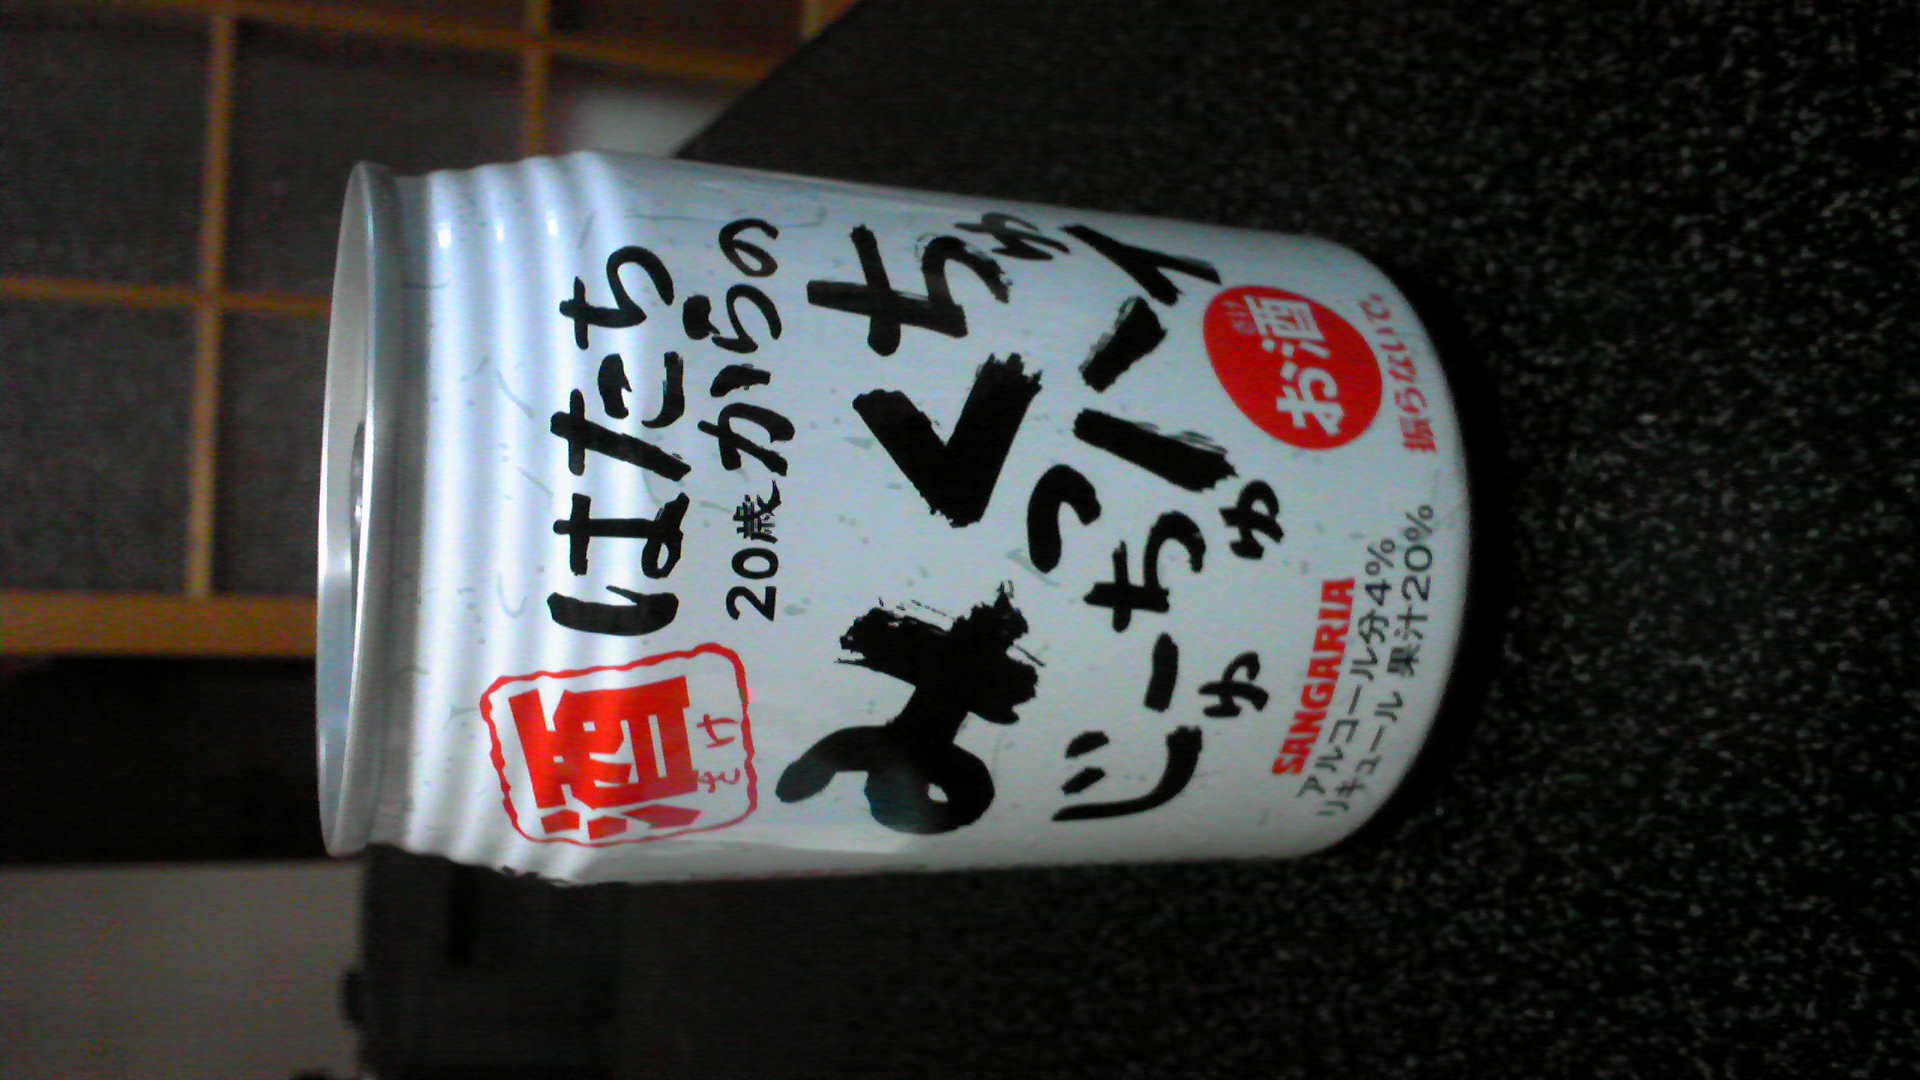 酒
さけ
はたち
20歳からの
みっくちゅ
じゅーちゅハイ
お酒
SANGARIA
アルコール分4%
リキュール 果汁20%
振らないで。